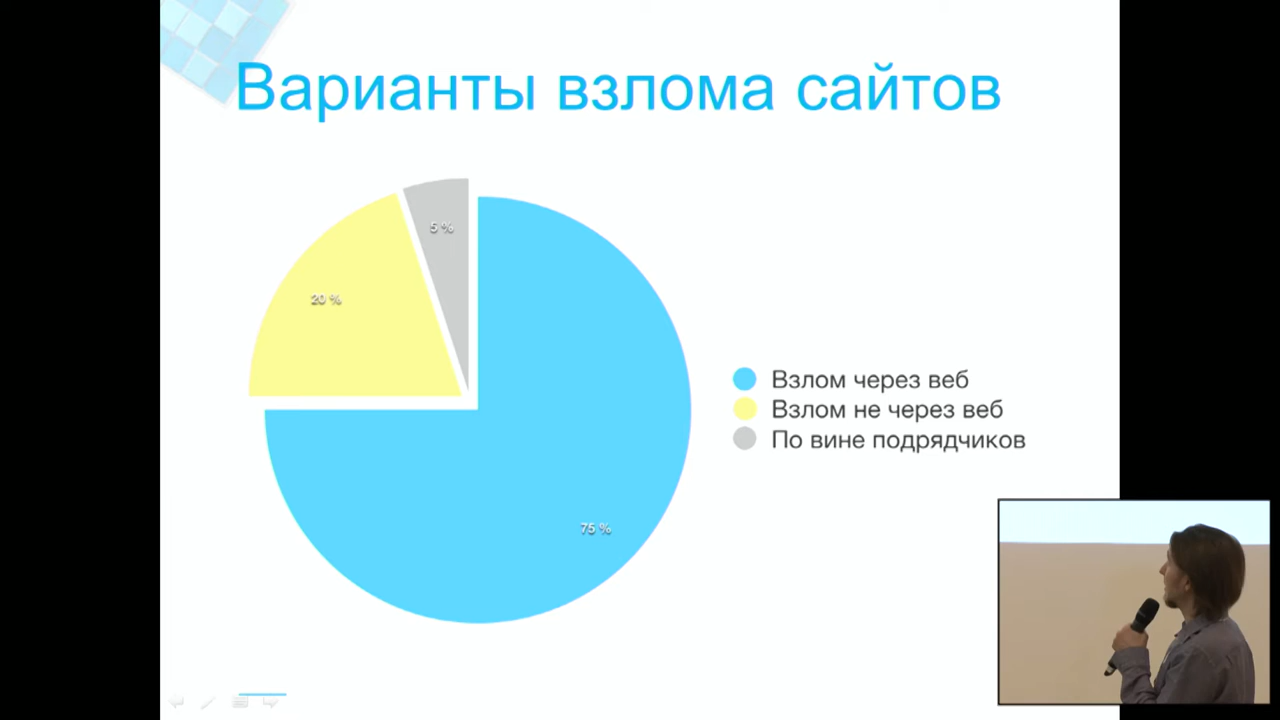 Варианты взлома сайтов
5 %
20 %
75 %
Взлом через веб
Взлом не через веб
По вине подрядчиков